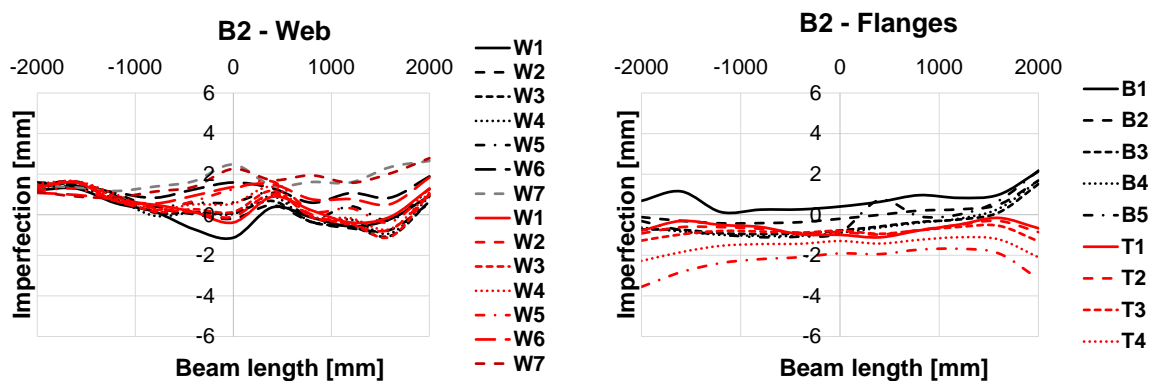 B2 - Web
-2000 -1000 0 1000 2000
6
4
2
0
-2
-4
-6
Imperfection [mm]
Beam length [mm]
W1
W2
W3
W4
W5
W6
W7
W1
W2
W3
W4
W5
W6
W7
B2 - Flanges
-2000 -1000 0 1000 2000
6
4
2
0
-2
-4
-6
Imperfection [mm]
Beam length [mm]
B1
B2
B3
B4
B5
T1
T2
T3
T4